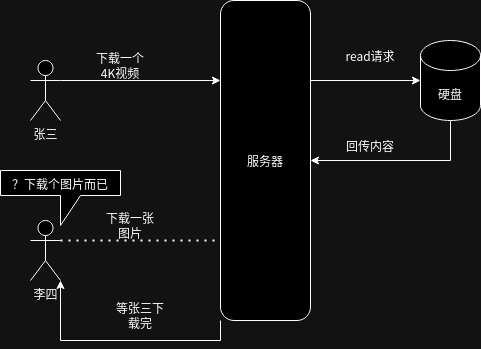 下载一个
4K视频
read请求
硬盘
张三
回传内容
服务器
？下载个图片而已
下载一张
图片
李四
等张三下
载完